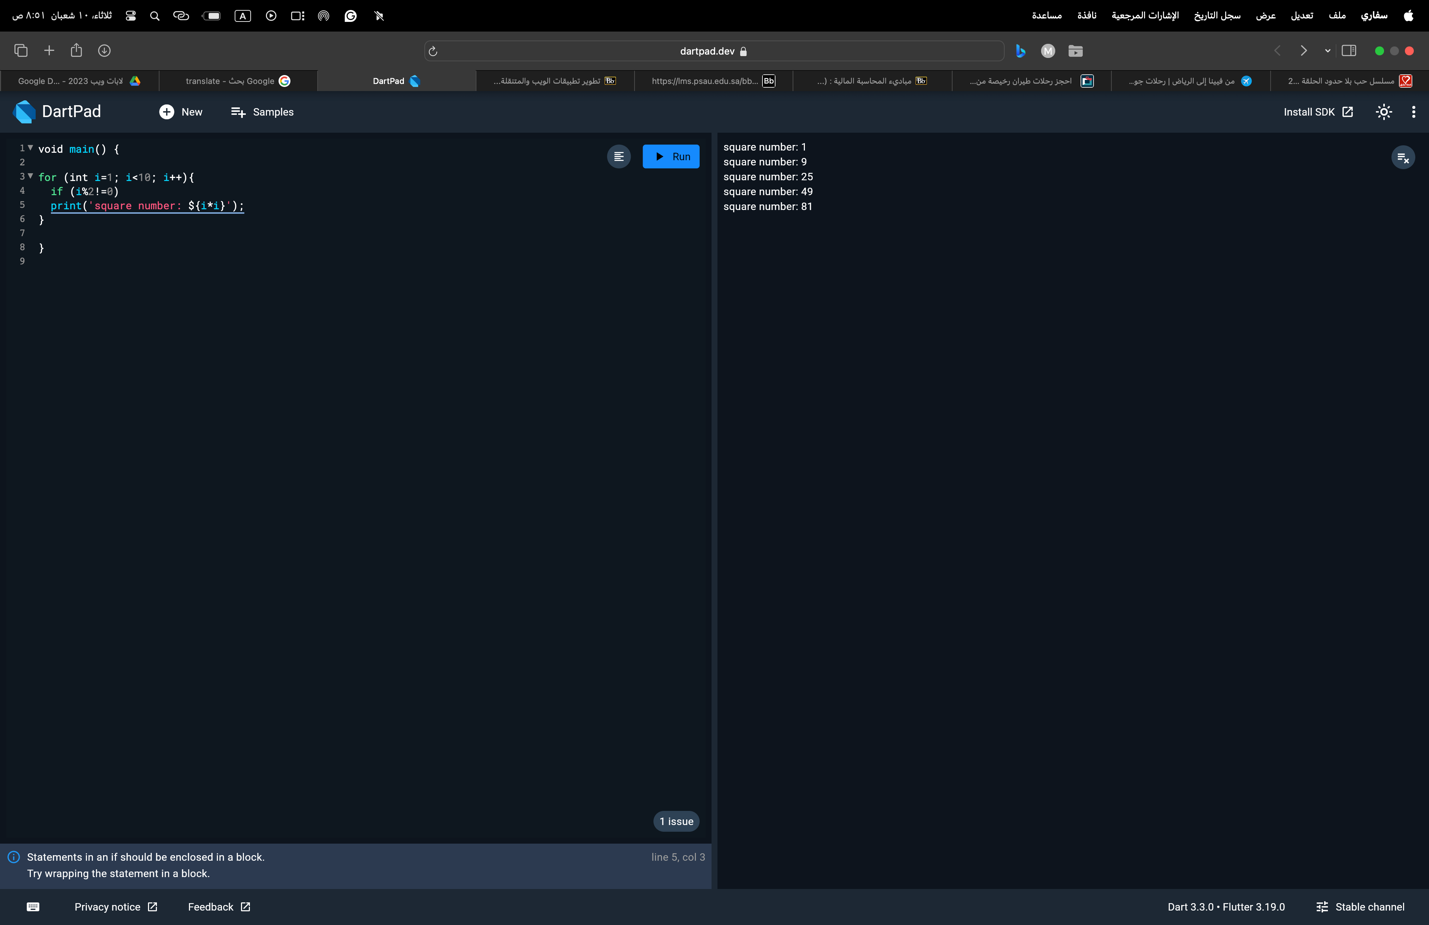 ثلاثاء، ١٠ شعبان ٨:٥١ ص
A
سفاري ملف تعديل عرض سجل التاريخ الإشارات المرجعية نافذة مساعدة
dartpad.dev
M
Google D... - 2023 لابات ويب
translate - بحث Google
DartPad
تطوير تطبيقات الويب والمتنقلة...
https://lms.psau.edu.sa/bb...
Bb
مباديء المحاسبة المالية : (...
احجز رحلات طيران رخيصة من...
من فيينا إلى الرياض | رحلات جو...
مسلسل حب بلا حدود الحلقة 2...
DartPad
New
Samples
Install SDK
1 void main() {
2
3 for (int i=1; i<10; i++){
4 if (i%2!=0)
5 print('square number: ${i*i}');
6 }
7
8 }
9
Run
square number: 1
square number: 9
square number: 25
square number: 49
square number: 81
1 issue
Statements in an if should be enclosed in a block.
line 5, col 3
Try wrapping the statement in a block.
Privacy notice
Feedback
Dart 3.3.0 • Flutter 3.19.0
Stable channel